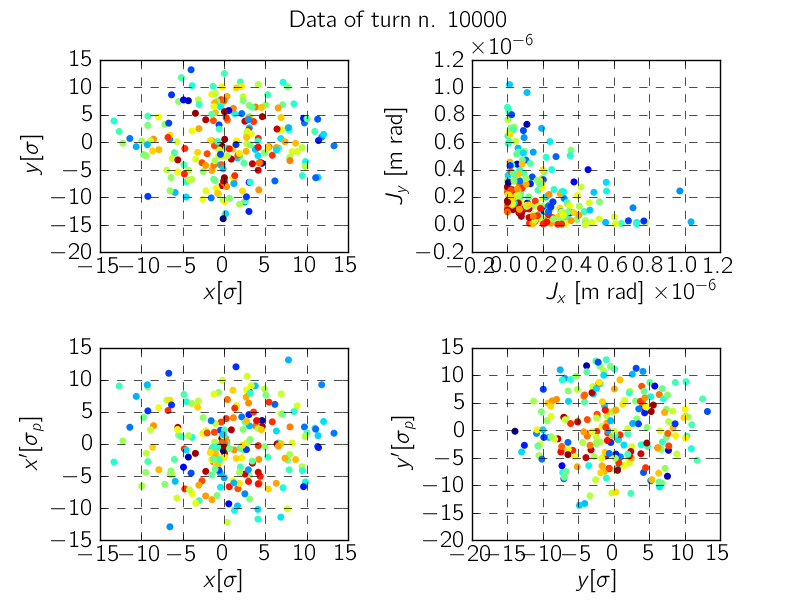 Data of turn n. 10000
×10⁻⁶
15
10
5
0
−5
−10
−15
−20
y[σ]
−15 −10 −5 0 5 10 15
x[σ]
1.2
1.0
0.8
0.6
0.4
0.2
0.0
−0.2
J_y [m rad]
−0.2 0.0 0.2 0.4 0.6 0.8 1.0 1.2
J_x [m rad] ×10⁻⁶
15
10
5
0
−5
−10
−15
x′[σ_p]
−15 −10 −5 0 5 10 15
x[σ]
15
10
5
0
−5
−10
−15
−20
y′[σ_p]
−20 −15 −10 −5 0 5 10 15
y[σ]